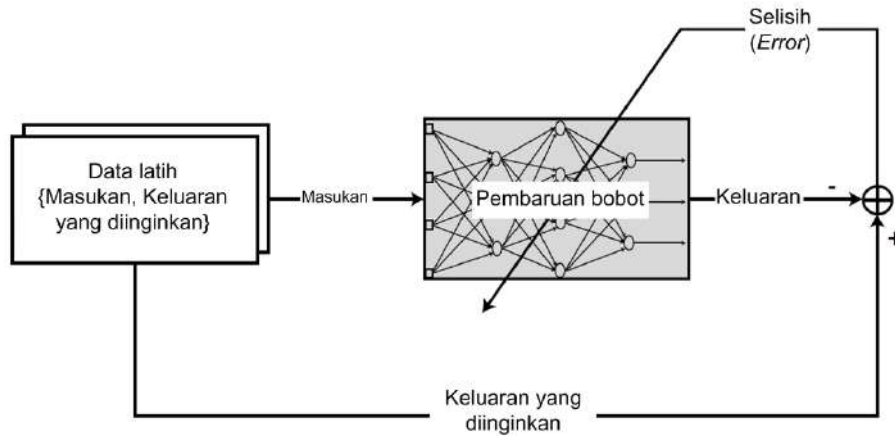 Selisih
(Error)
Data latih
{Masukan, Keluaran
yang diinginkan}
Masukan
Pembaruan bobot
Keluaran
-
+
Keluaran yang
diinginkan